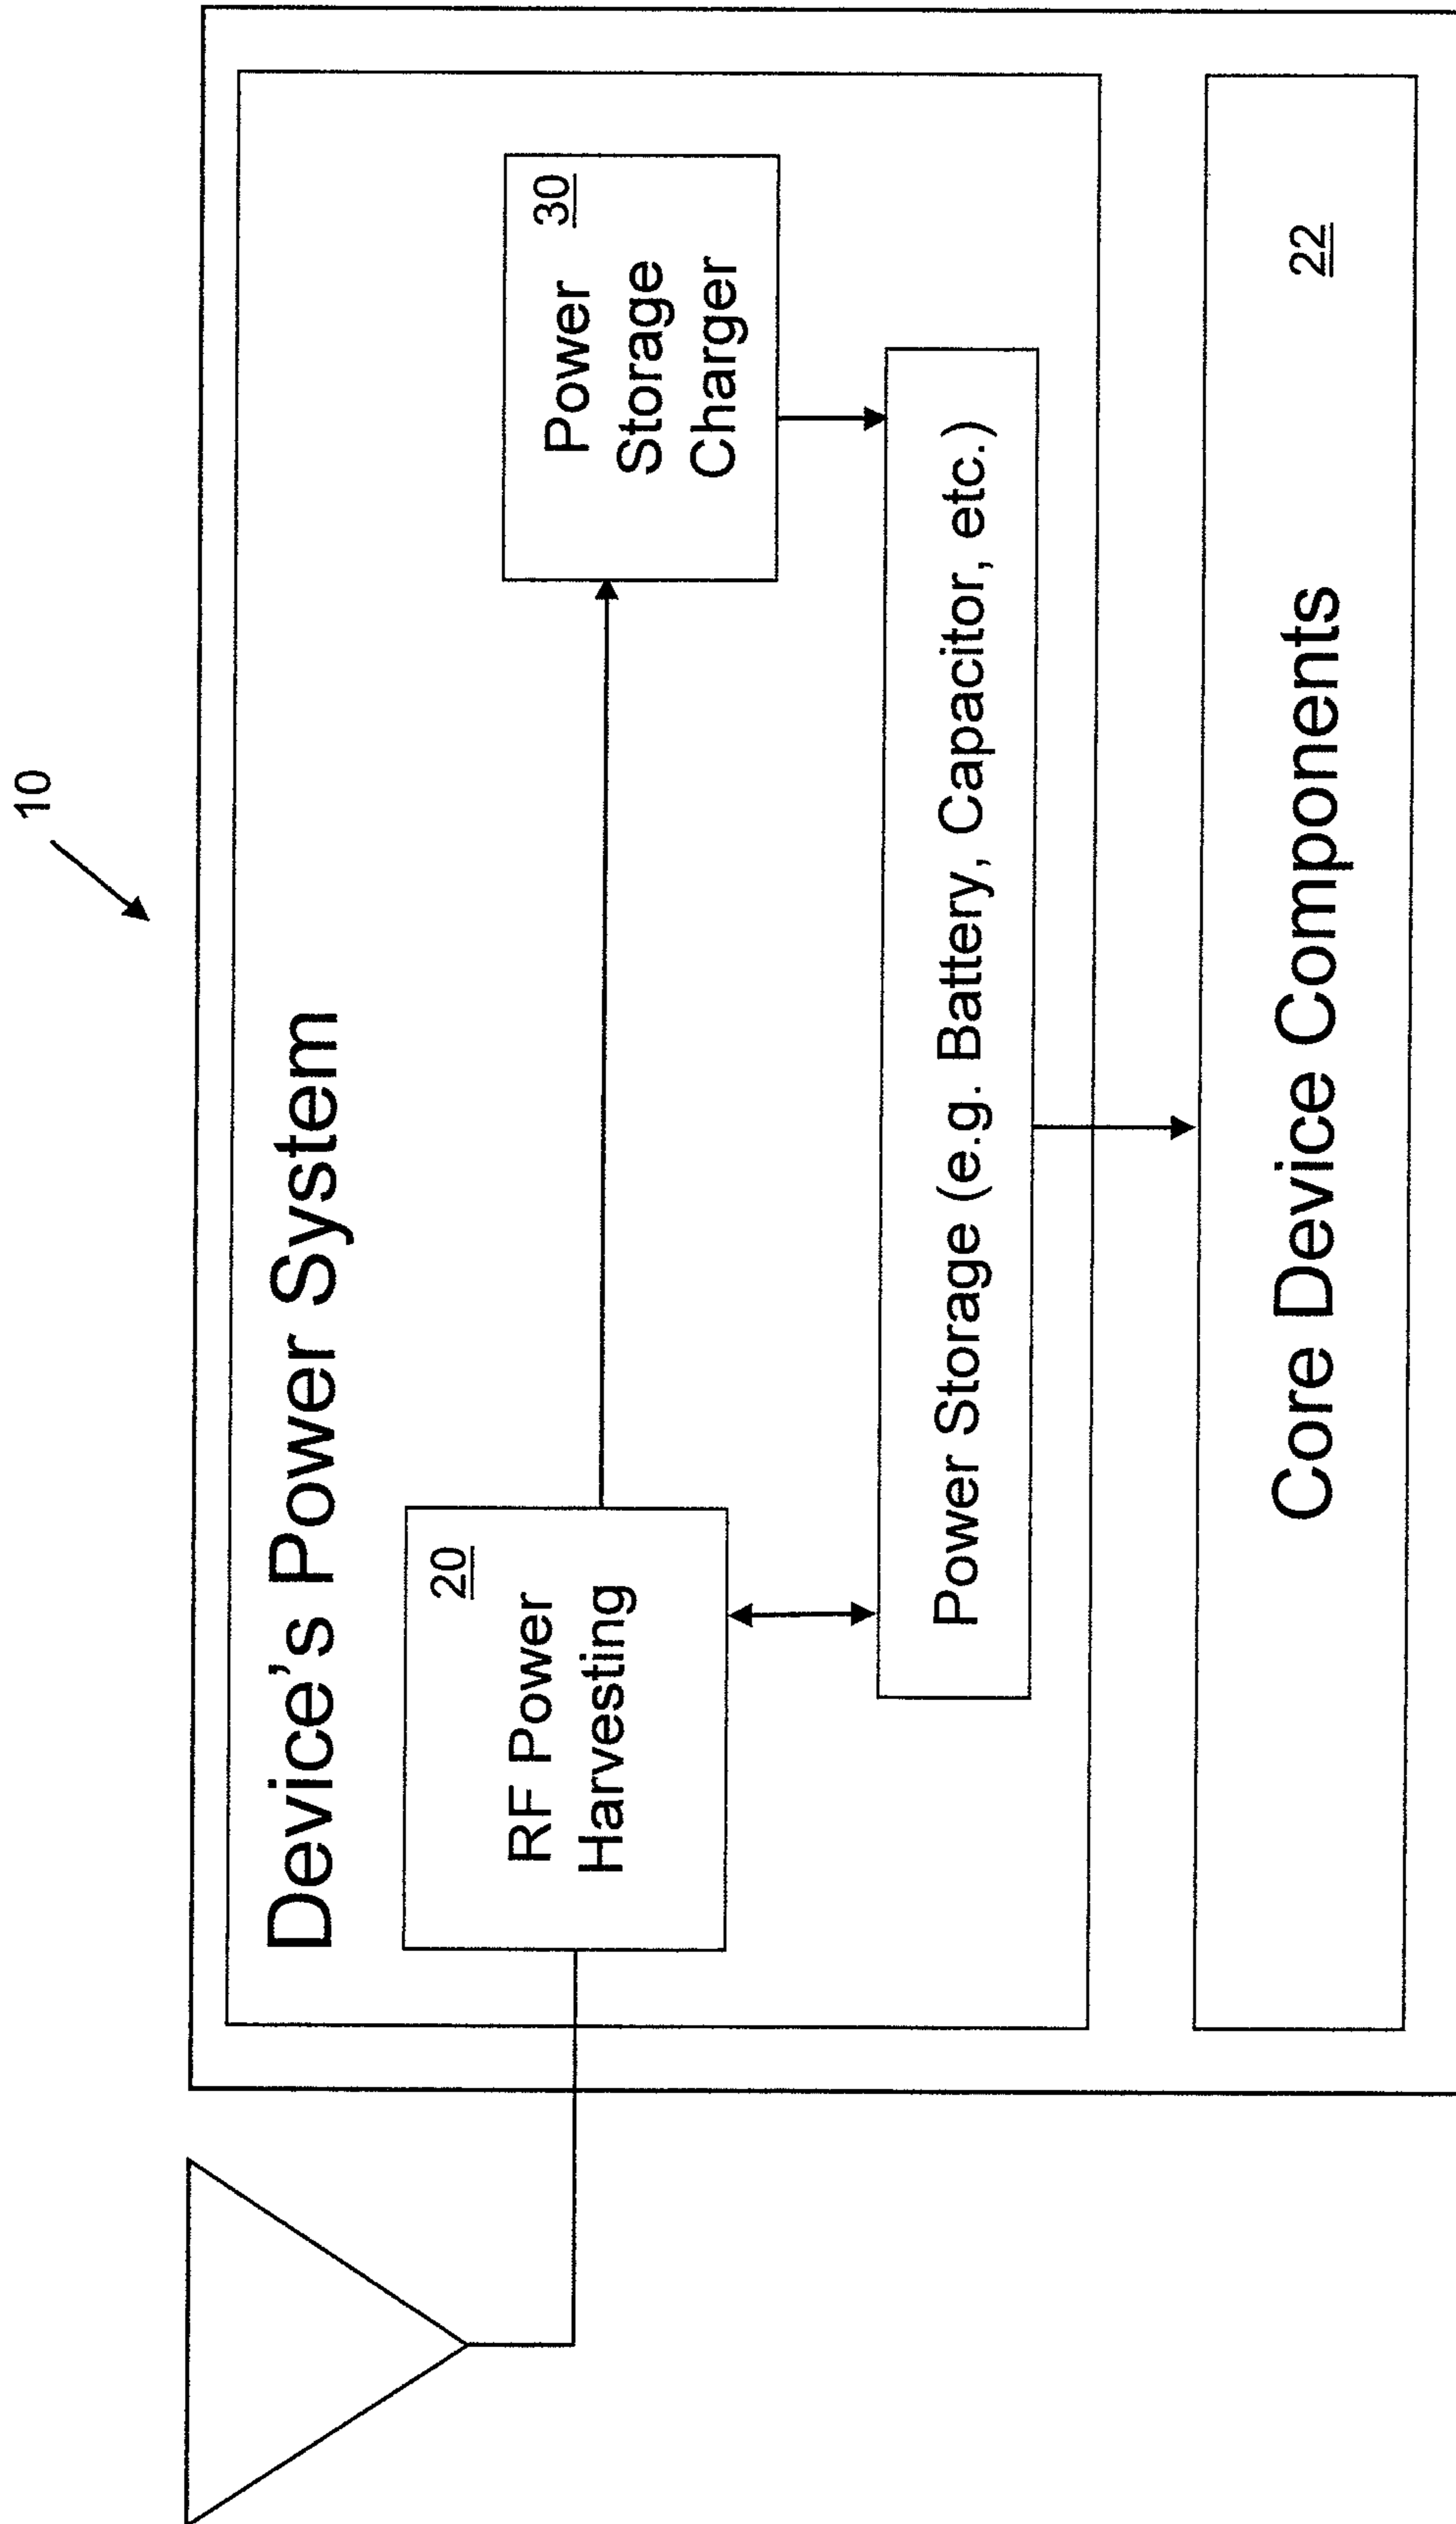 10
Device's Power System
20
RF Power
Harvesting
30
Power
Storage
Charger
Power Storage (e.g. Battery, Capacitor, etc.)
Core Device Components
22